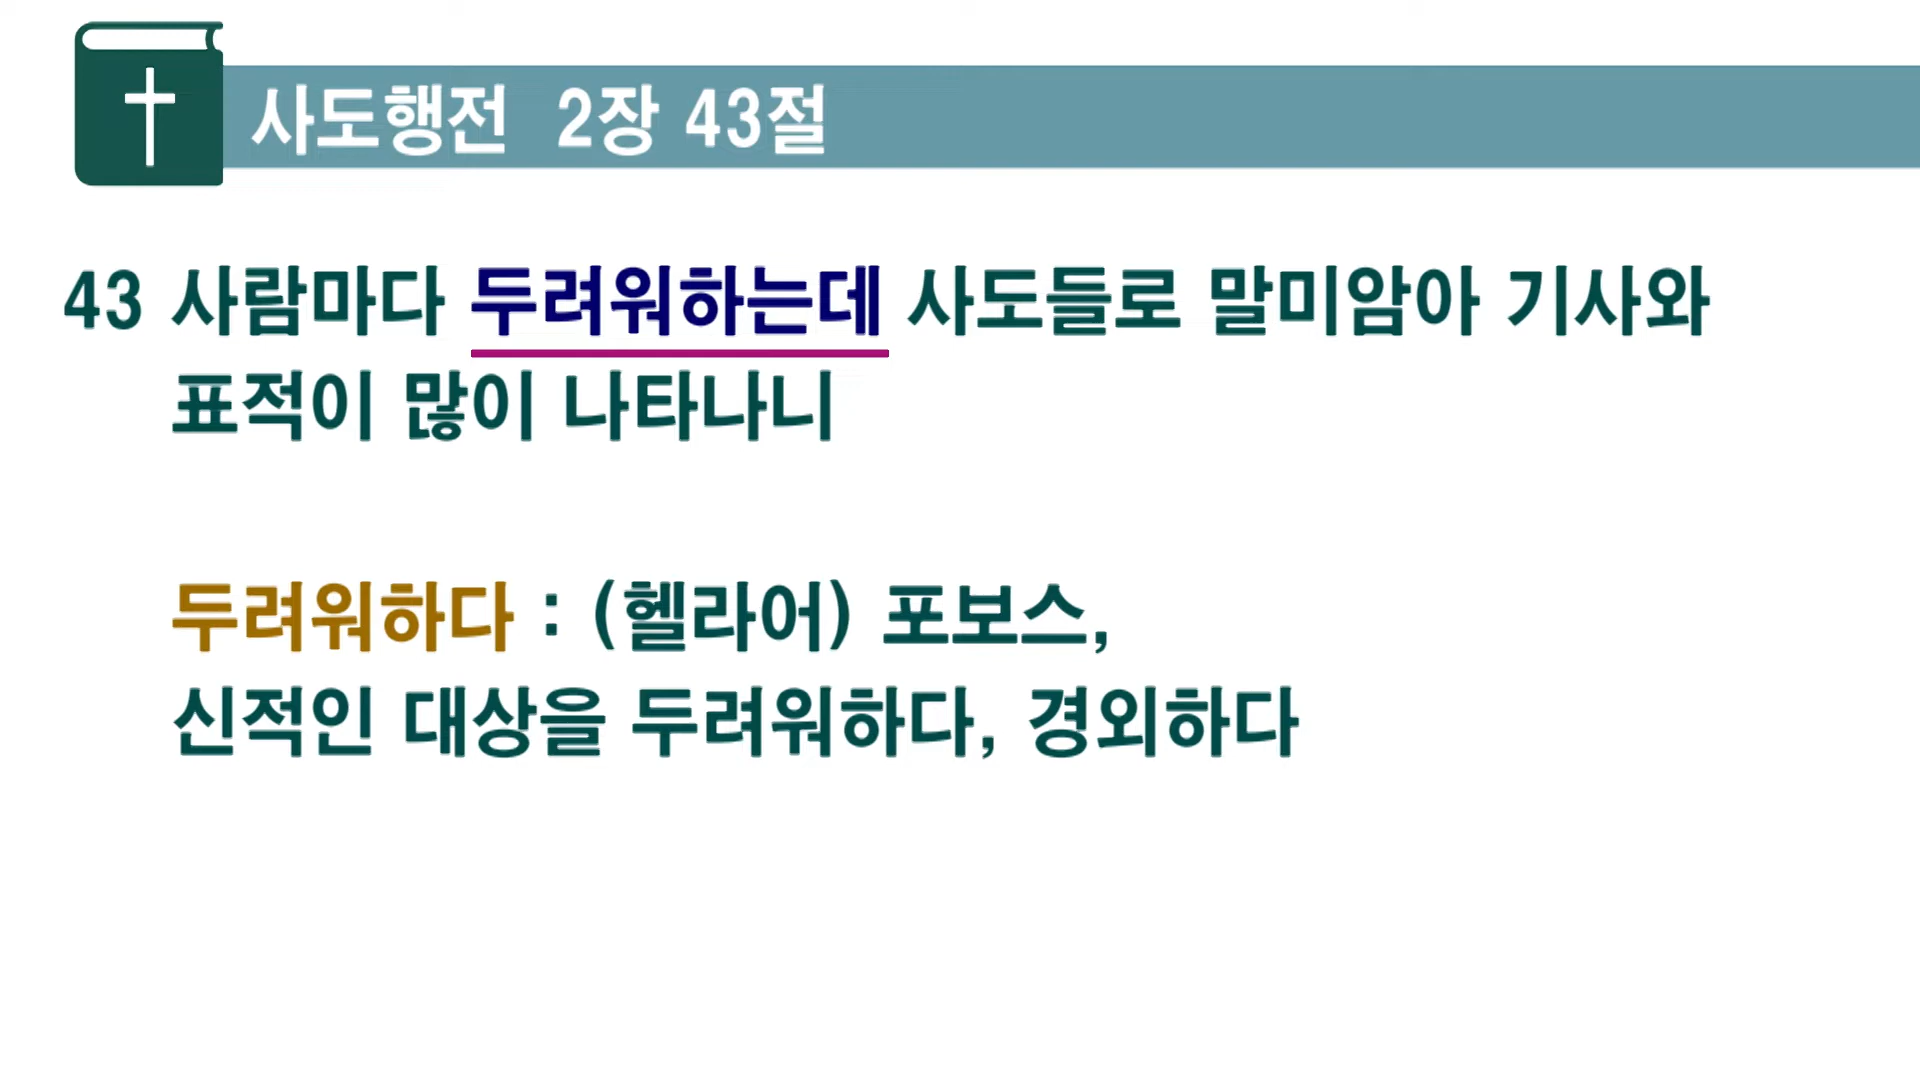 사도행전 2장 43절
43 사람마다 두려워하는데 사도들로 말미암아 기사와
표적이 많이 나타나니
두려워하다 : (헬라어) 포보스,
신적인 대상을 두려워하다, 경외하다